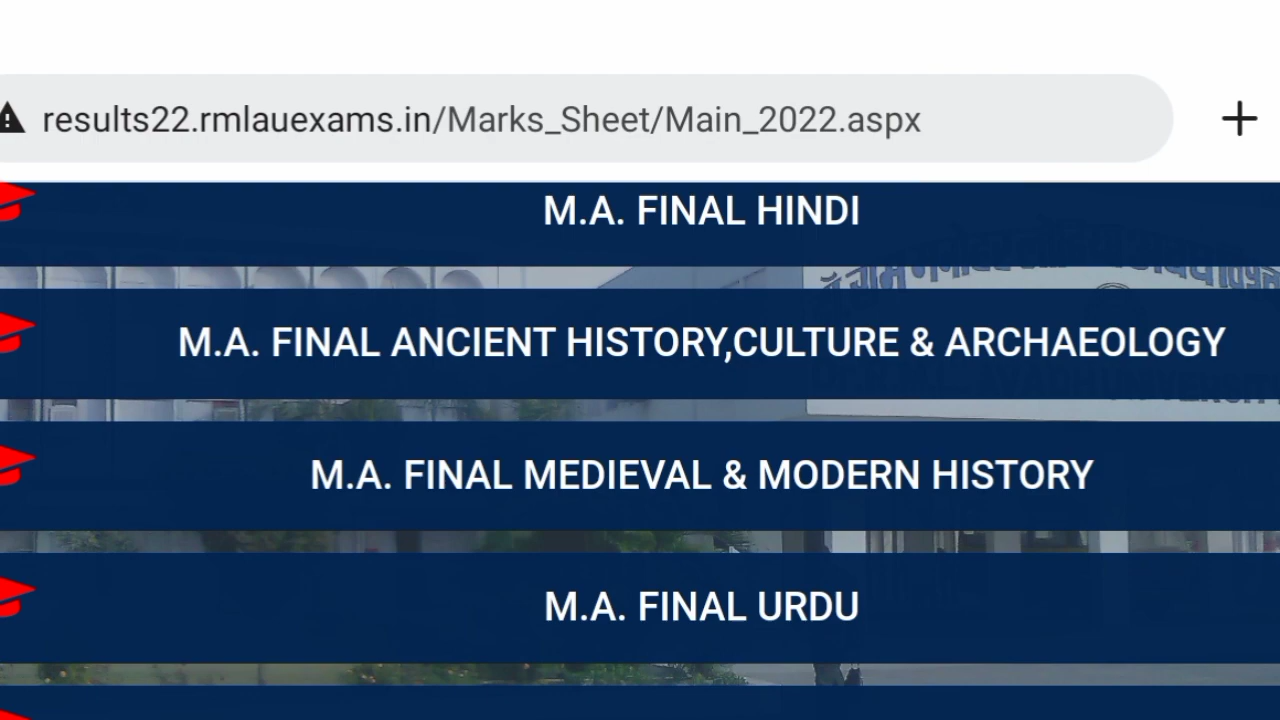 results22.rmlauexams.in/Marks_Sheet/Main_2022.aspx
M.A. FINAL HINDI
M.A. FINAL ANCIENT HISTORY,CULTURE & ARCHAEOLOGY
M.A. FINAL MEDIEVAL & MODERN HISTORY
M.A. FINAL URDU